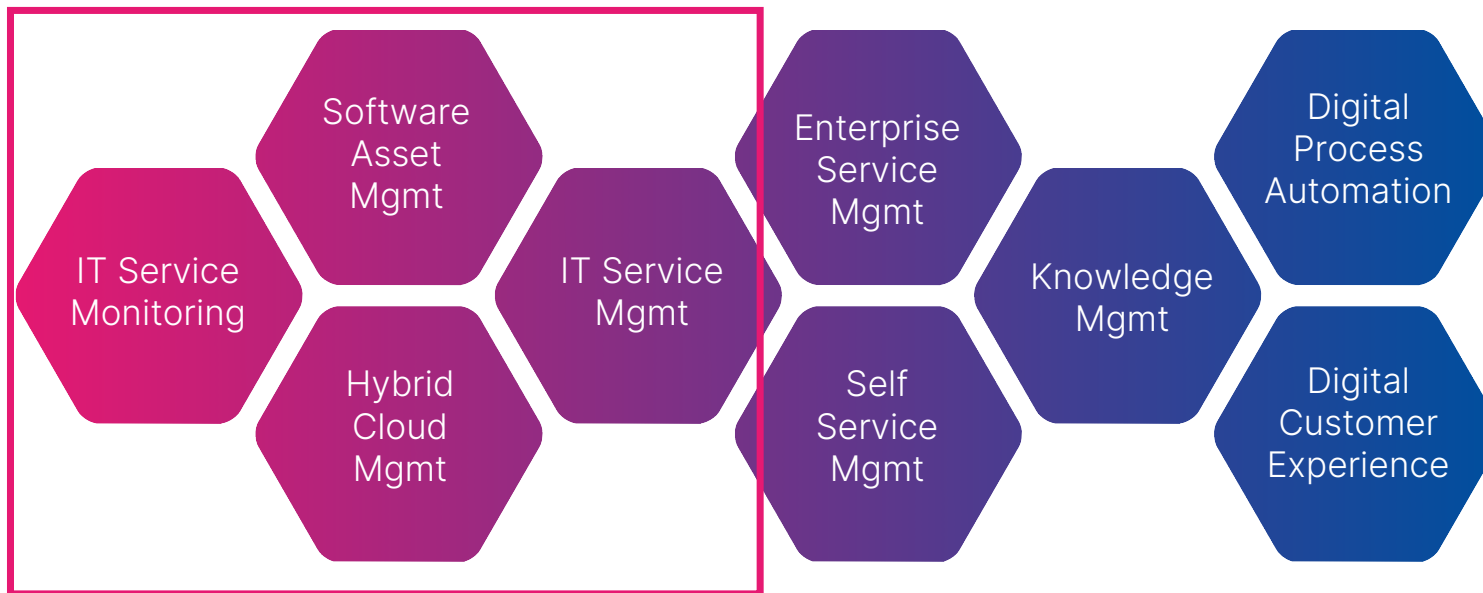 IT Service
Monitoring
Software
Asset
Mgmt
Hybrid
Cloud
Mgmt
IT Service
Mgmt
Enterprise
Service
Mgmt
Self
Service
Mgmt
Knowledge
Mgmt
Digital
Process
Automation
Digital
Customer
Experience